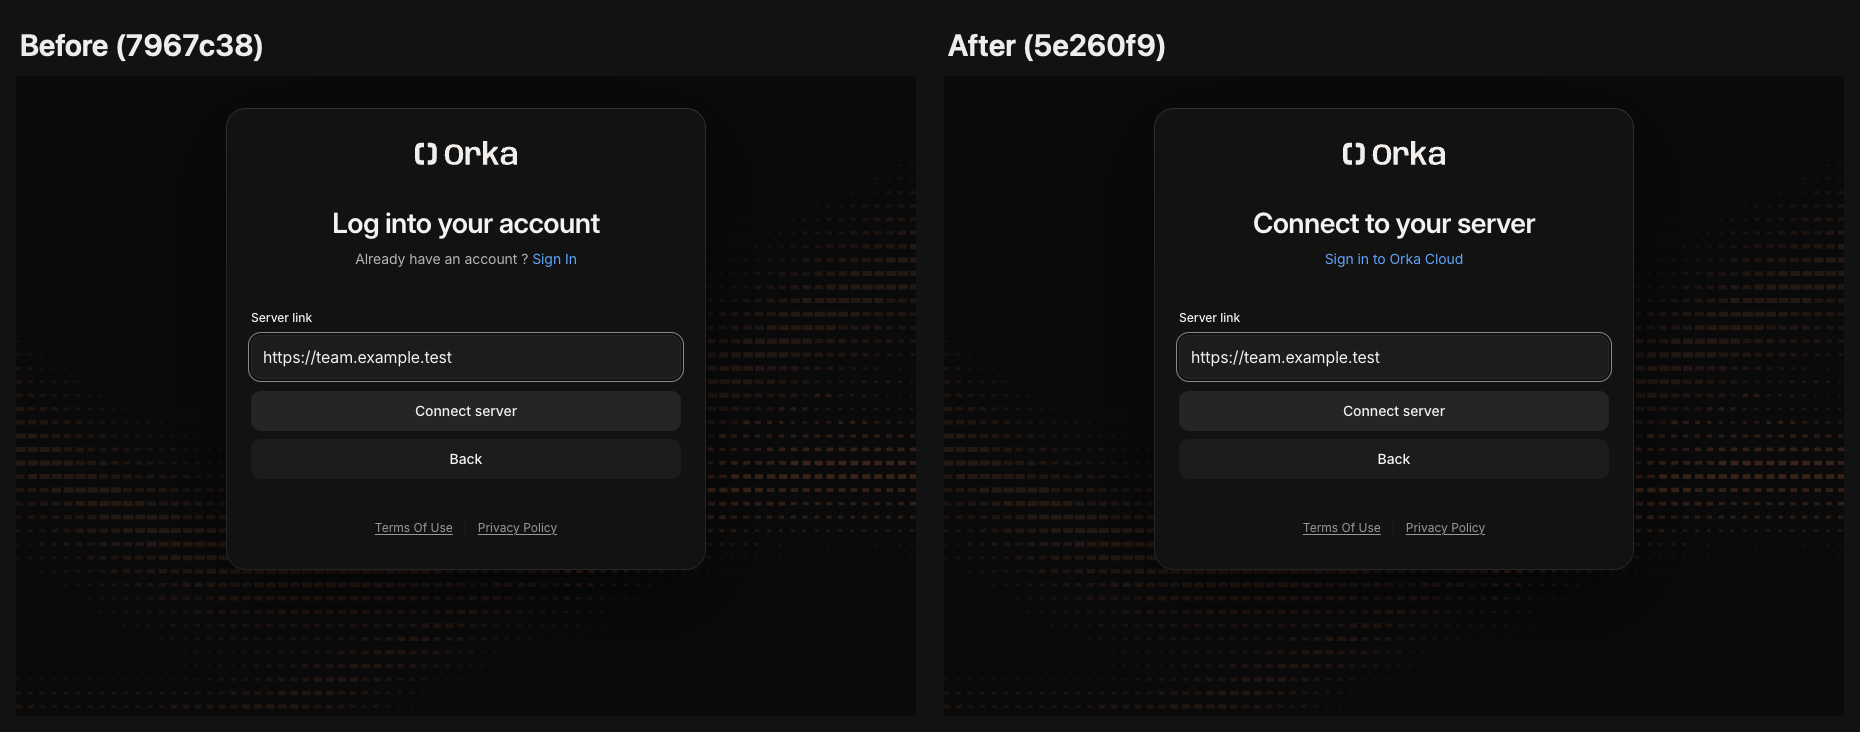 Before (7967c38)
Orka
Log into your account
Already have an account ? Sign In
Server link
https://team.example.test
Connect server
Back
Terms Of Use
Privacy Policy
After (5e260f9)
Orka
Connect to your server
Sign in to Orka Cloud
Server link
https://team.example.test
Connect server
Back
Terms Of Use
Privacy Policy